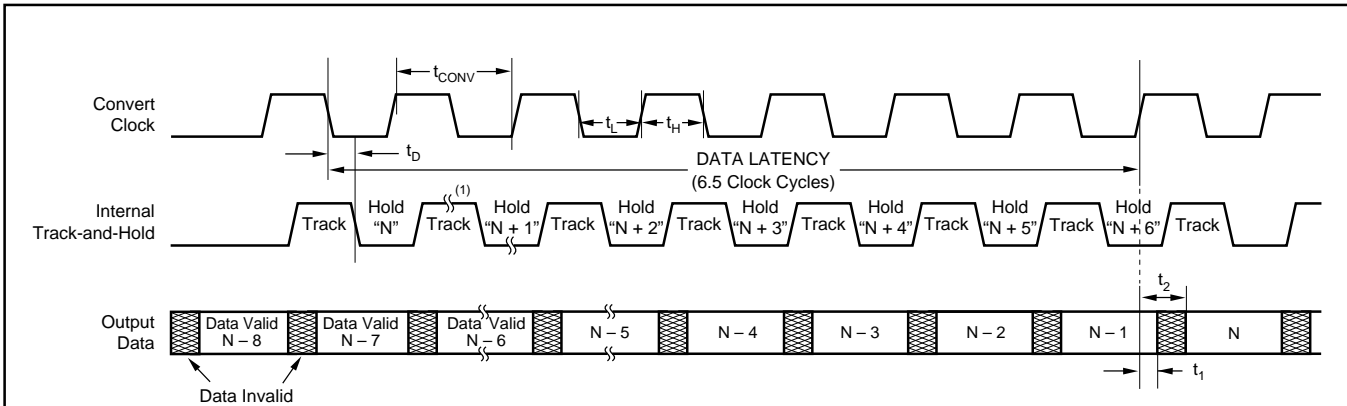 tCONV
Convert
Clock
tL tH
tD
DATA LATENCY
(6.5 Clock Cycles)
(1)
Internal
Track-and-Hold
Track Hold "N" Track Hold "N + 1" Track Hold "N + 2" Track Hold "N + 3" Track Hold "N + 4" Track Hold "N + 5" Track Hold "N + 6" Track
t2
Output
Data
Data Valid N – 8 Data Valid N – 7 Data Valid N – 6 N – 5 N – 4 N – 3 N – 2 N – 1 N
t1
Data Invalid